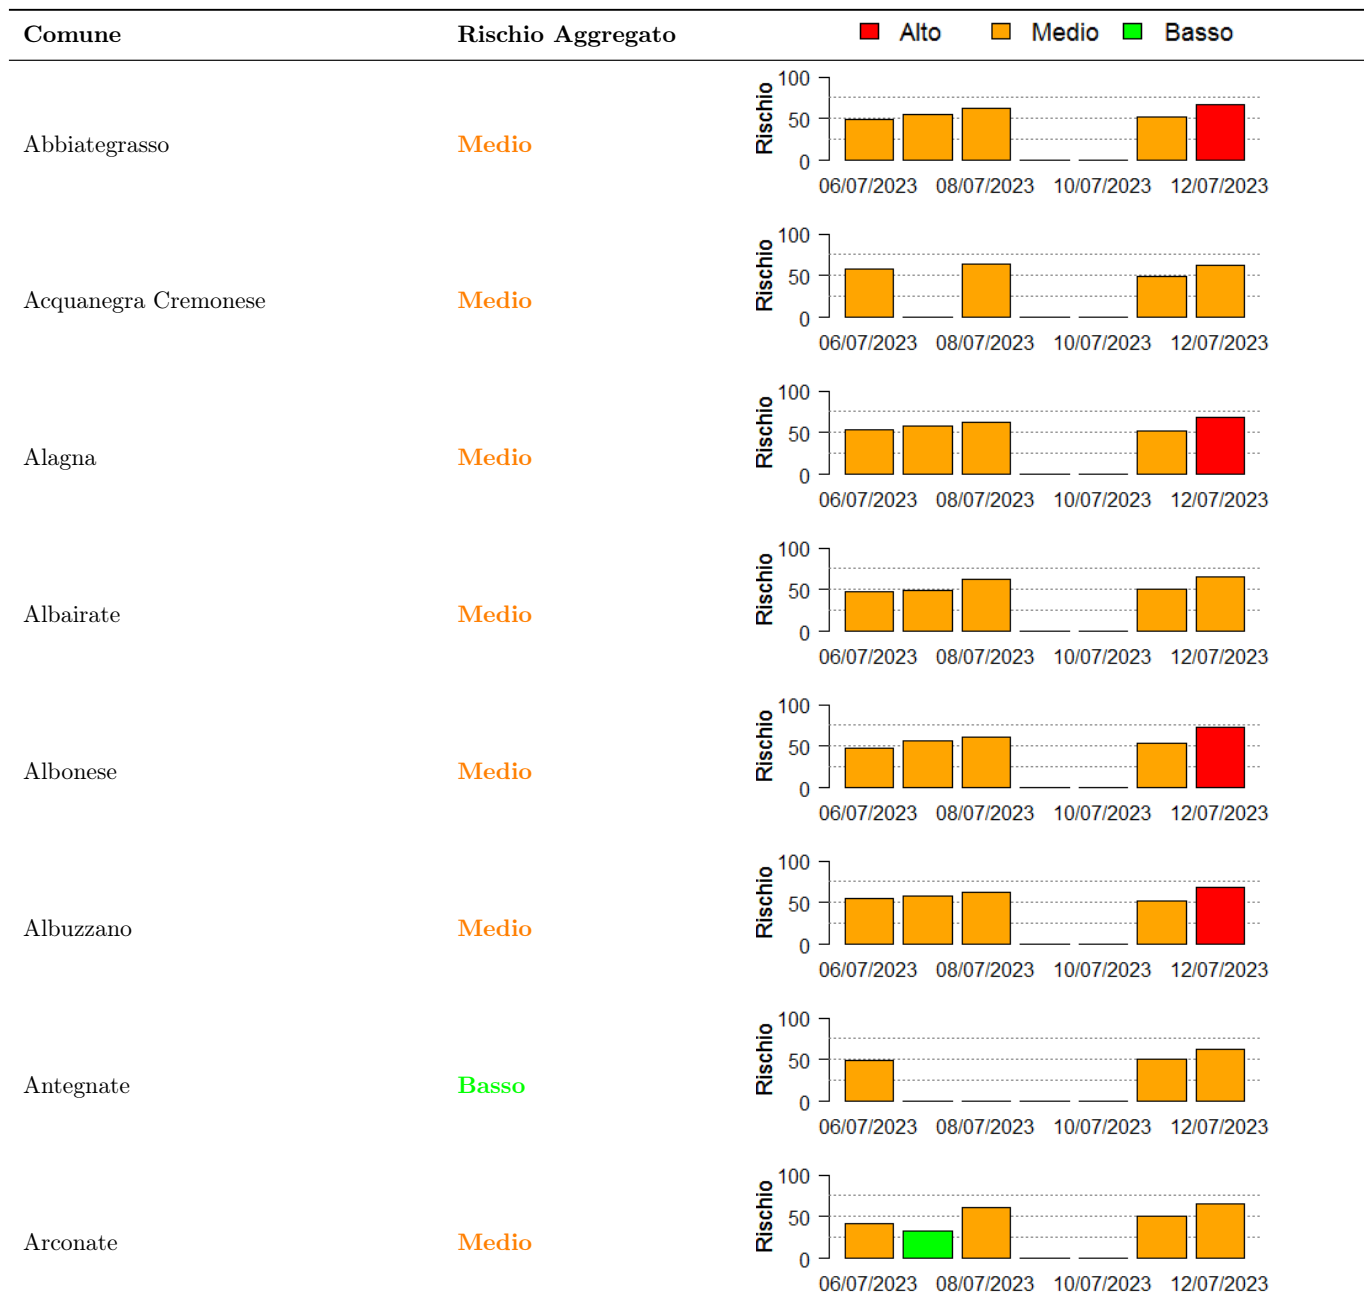 Comune Rischio Aggregato Alto Medio Basso
Abbiategrasso Medio
Rischio
100
50
0
06/07/2023 08/07/2023 10/07/2023 12/07/2023
Acquanegra Cremonese Medio
Rischio
100
50
0
06/07/2023 08/07/2023 10/07/2023 12/07/2023
Alagna Medio
Rischio
100
50
0
06/07/2023 08/07/2023 10/07/2023 12/07/2023
Albairate Medio
Rischio
100
50
0
06/07/2023 08/07/2023 10/07/2023 12/07/2023
Albonese Medio
Rischio
100
50
0
06/07/2023 08/07/2023 10/07/2023 12/07/2023
Albuzzano Medio
Rischio
100
50
0
06/07/2023 08/07/2023 10/07/2023 12/07/2023
Antegnate Basso
Rischio
100
50
0
06/07/2023 08/07/2023 10/07/2023 12/07/2023
Arconate Medio
Rischio
100
50
0
06/07/2023 08/07/2023 10/07/2023 12/07/2023